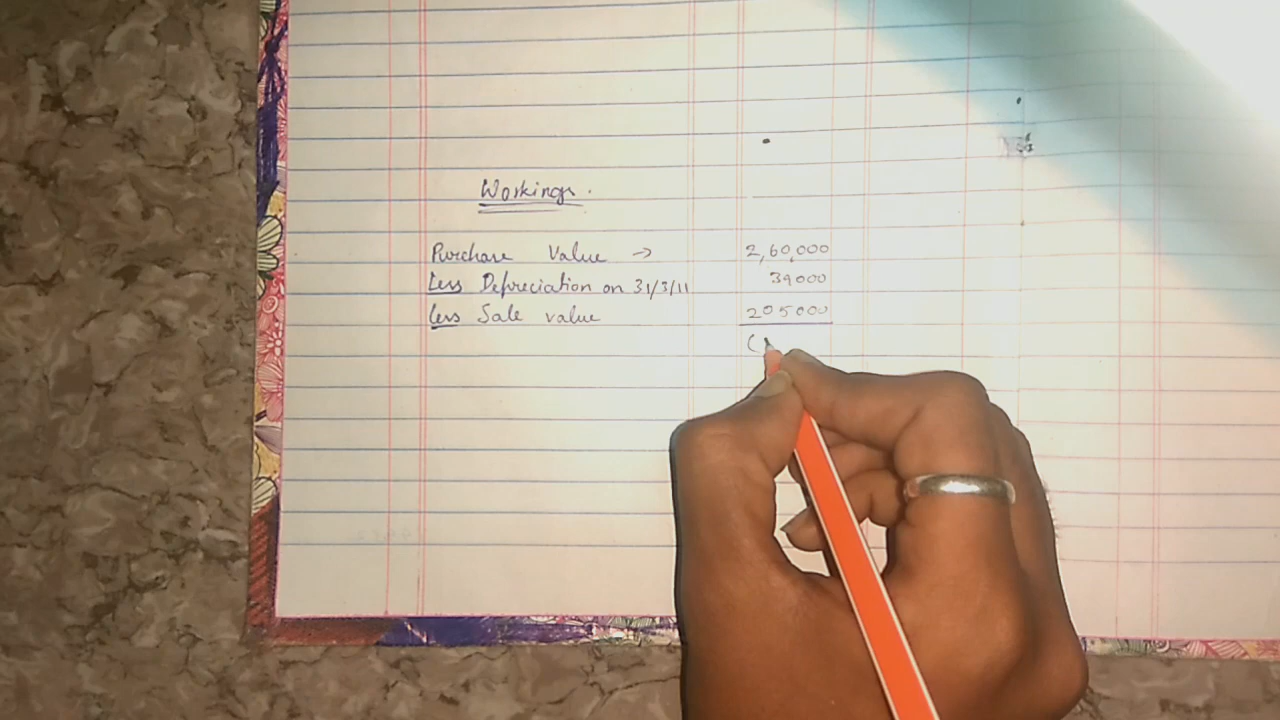 Workings.
Purchase Value → 2,60,000
Less Depreciation on 31/3/11 39000
Less Sale value 205000
(